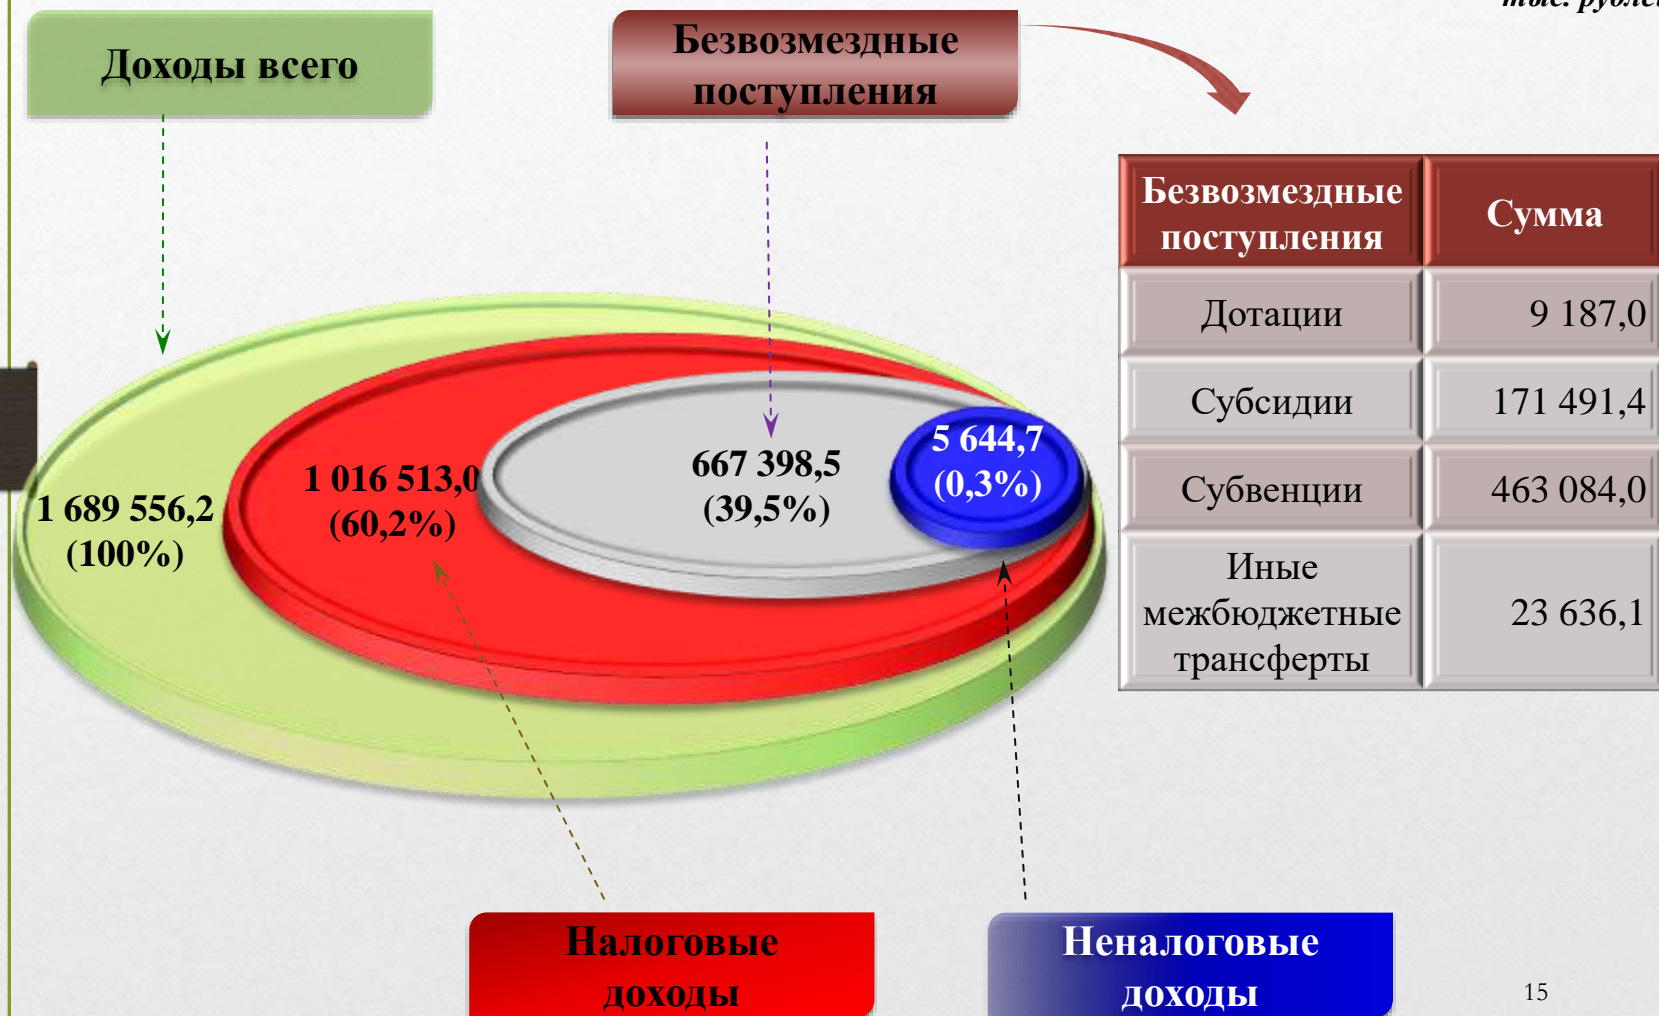 тыс. рублей
Доходы всего
Безвозмездные
поступления
Безвозмездные
поступления
Сумма
Дотации
9 187,0
Субсидии
171 491,4
Субвенции
463 084,0
Иные
межбюджетные
трансферты
23 636,1
1 689 556,2
(100%)
1 016 513,0
(60,2%)
667 398,5
(39,5%)
5 644,7
(0,3%)
Налоговые
доходы
Неналоговые
доходы
15